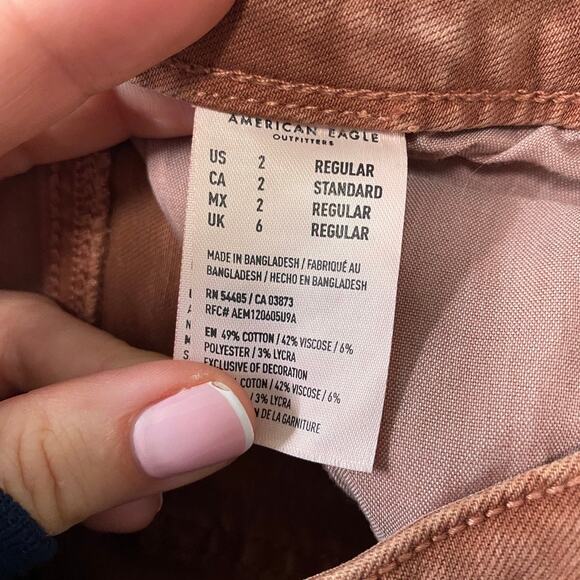 AMERICAN EAGLE
OUTFITTERS
US 2 REGULAR
CA 2 STANDARD
MX 2 REGULAR
UK 6 REGULAR
MADE IN BANGLADESH / FABRIQUÉ AU
BANGLADESH / HECHO EN BANGLADESH
RN 54485 / CA 03873
RFC# AEM120605U9A
EN 49% COTTON / 42% VISCOSE / 6%
POLYESTER / 3% LYCRA
EXCLUSIVE OF DECORATION
COTON / 42% VISCOSE / 6%
/ 3% LYCRA
DE LA GARNITURE